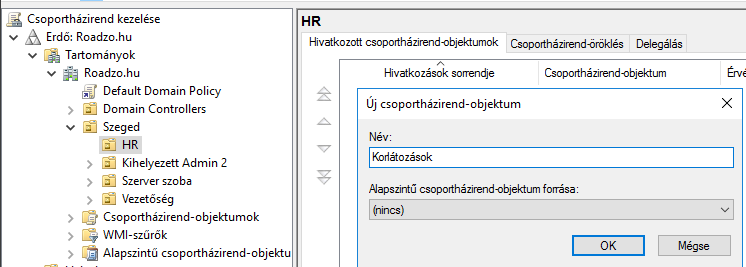 Csoportházirend kezelése
Erdő: Roadzo.hu
Tartományok
Roadzo.hu
Default Domain Policy
Domain Controllers
Szeged
HR
Kihelyezett Admin 2
Szerver szoba
Vezetőség
Csoportházirend-objektumok
WMI-szűrők
Alapszintű csoportházirend-objektu
HR
Hivatkozott csoportházirend-objektumok Csoportházirend-öröklés Delegálás
Hivatkozások sorrendje Csoportházirend-objektum Érvé
Új csoportházirend-objektum
Név:
Korlátozások
Alapszintű csoportházirend-objektum forrása:
(nincs)
OK Mégse